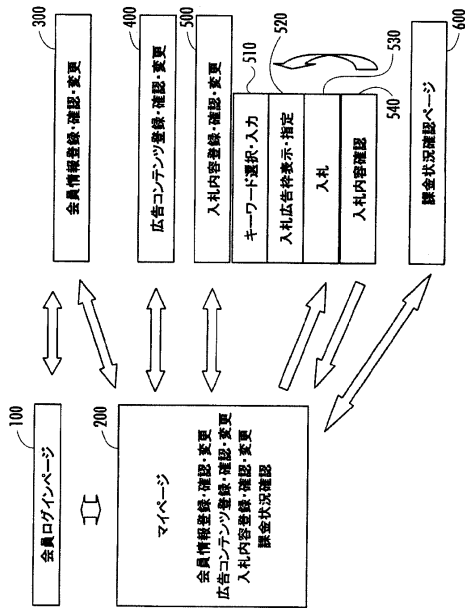 100
会員ログインページ
200
マイページ
会員情報登録・確認・変更
広告コンテンツ登録・確認・変更
入札内容登録・確認・変更
課金状況確認
300
会員情報登録・確認・変更
400
広告コンテンツ登録・確認・変更
500
入札内容登録・確認・変更
510
キーワード選択・入力
520
入札広告枠表示・指定
530
入札
540
入札内容確認
600
課金状況確認ページ